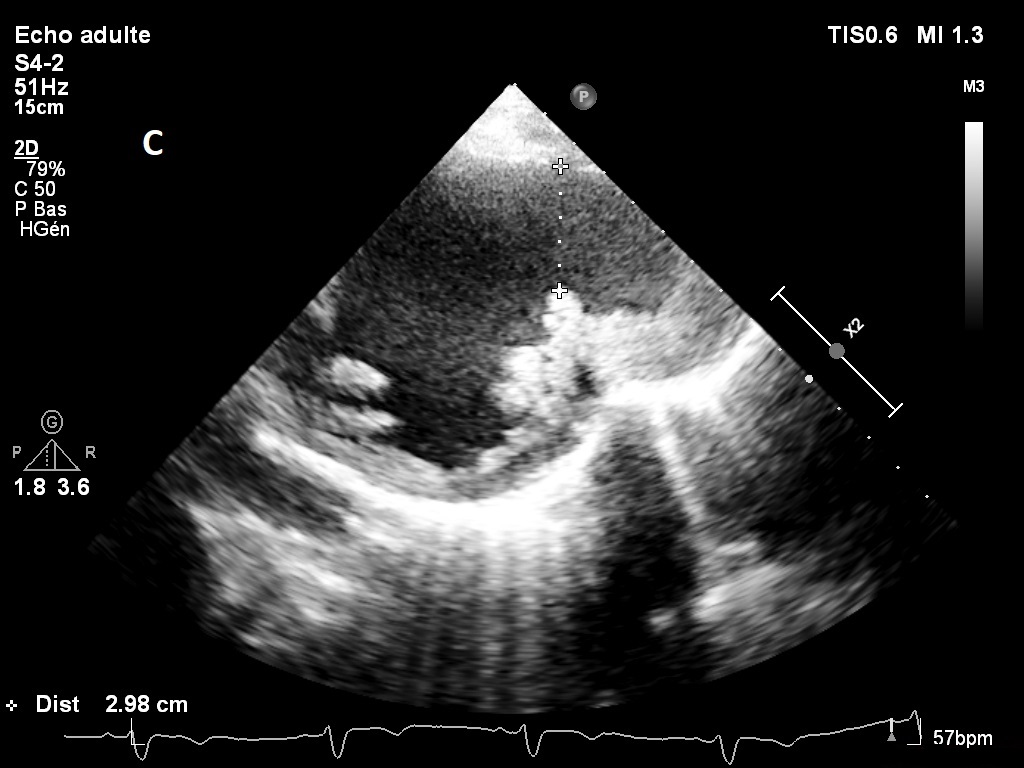 Echo adulte
TIS0.6 MI 1.3
S4-2
51Hz
15cm
M3
P
C
2D
79%
C 50
P Bas
HGén
X2
G
P R
1.8 3.6
Dist 2.98 cm
57bpm